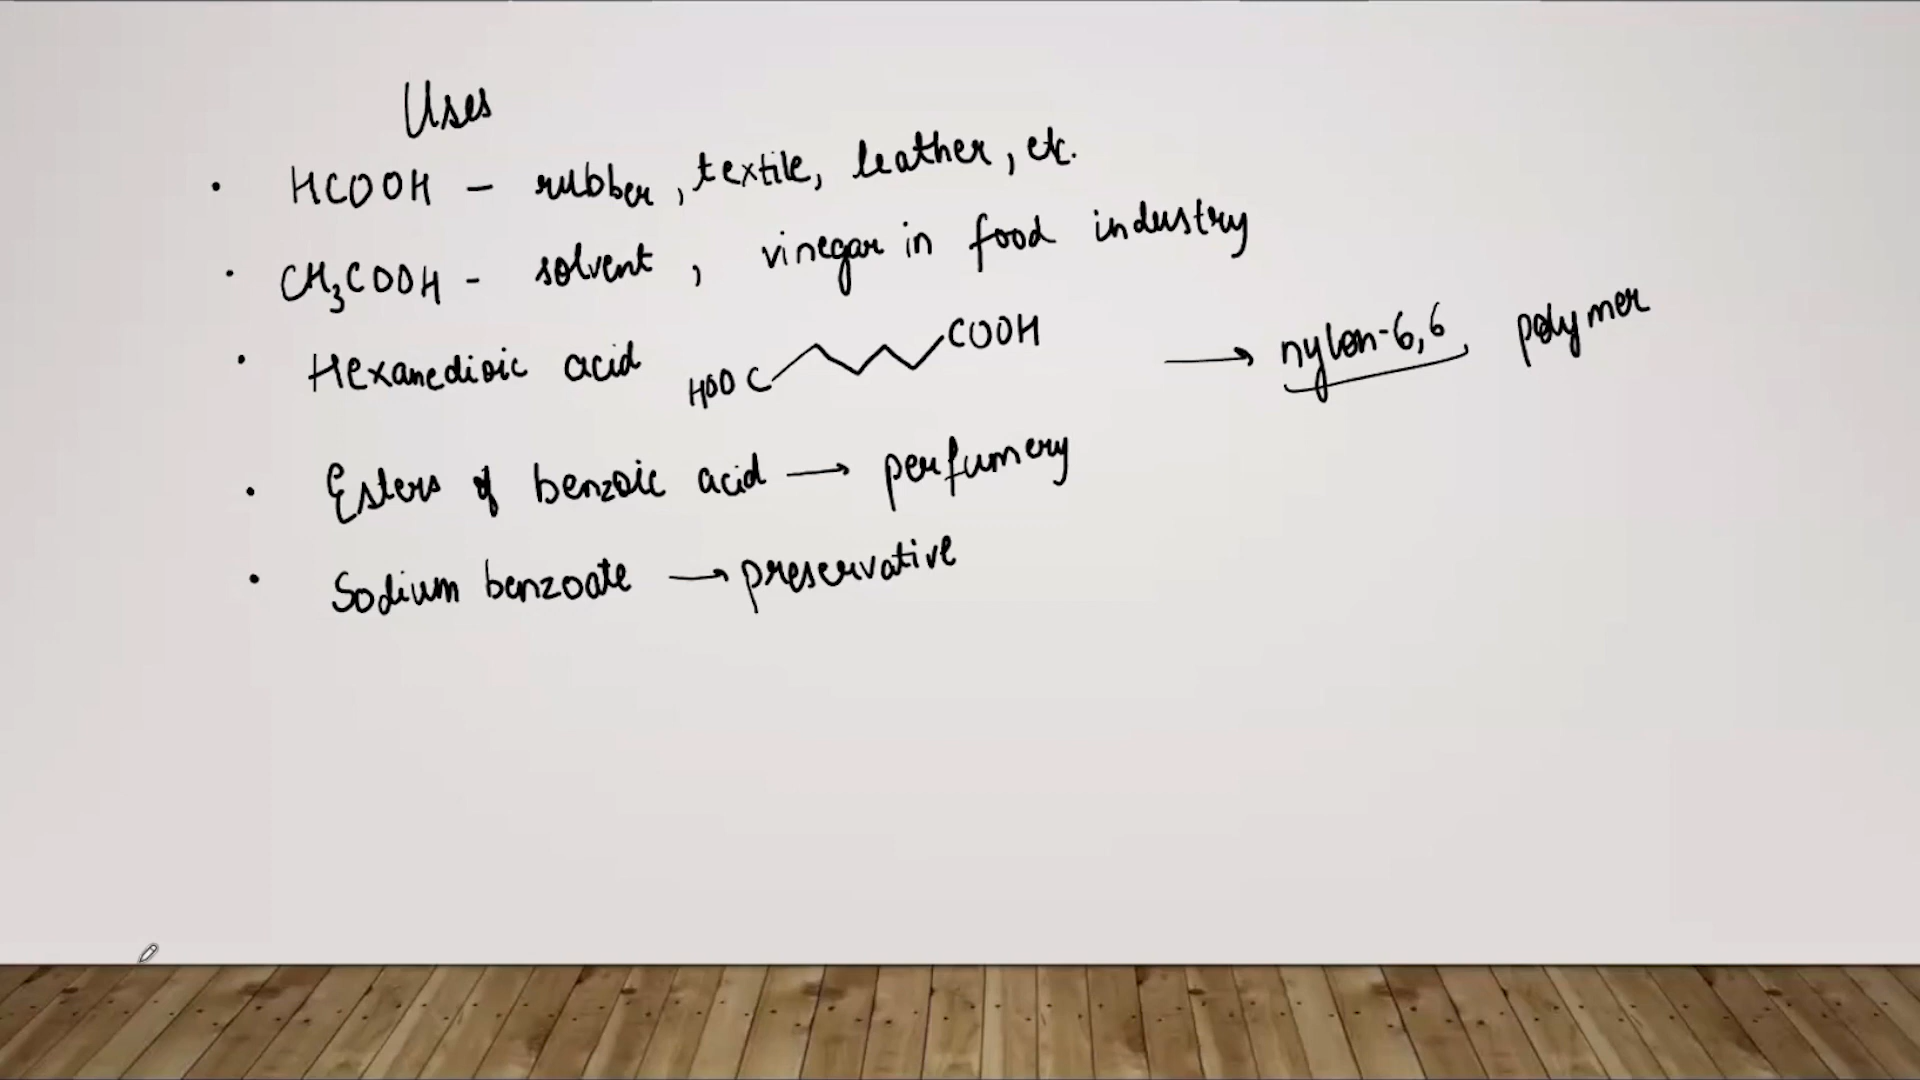 Uses
• HCOOH – rubber, textile, leather, etc.
• CH₃COOH - solvent, vinegar in food industry
• Hexanedioic acid HOOC COOH → nylon-6,6 polymer
• Esters of benzoic acid → perfumery
• Sodium benzoate → preservative